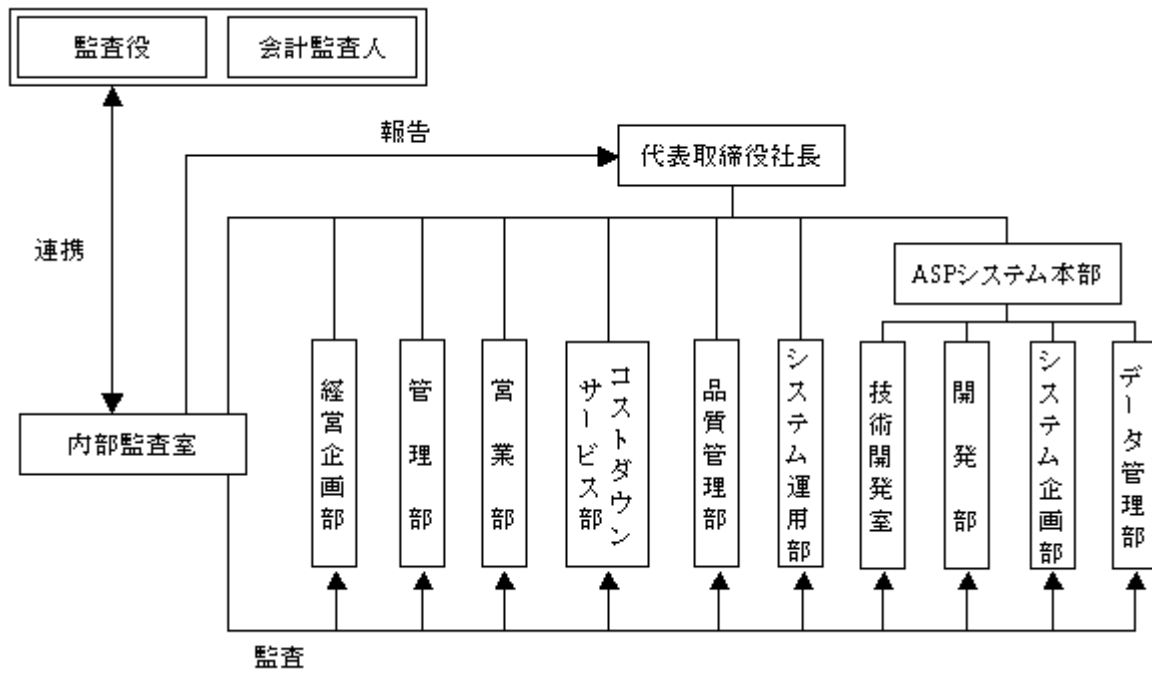 監査役
会計監査人
報告
代表取締役社長
連携
ASPシステム本部
内部監査室
経営企画部
管理部
営業部
コストダウン
サービス部
品質管理部
システム運用部
技術開発室
開発部
システム企画部
データ管理部
監査